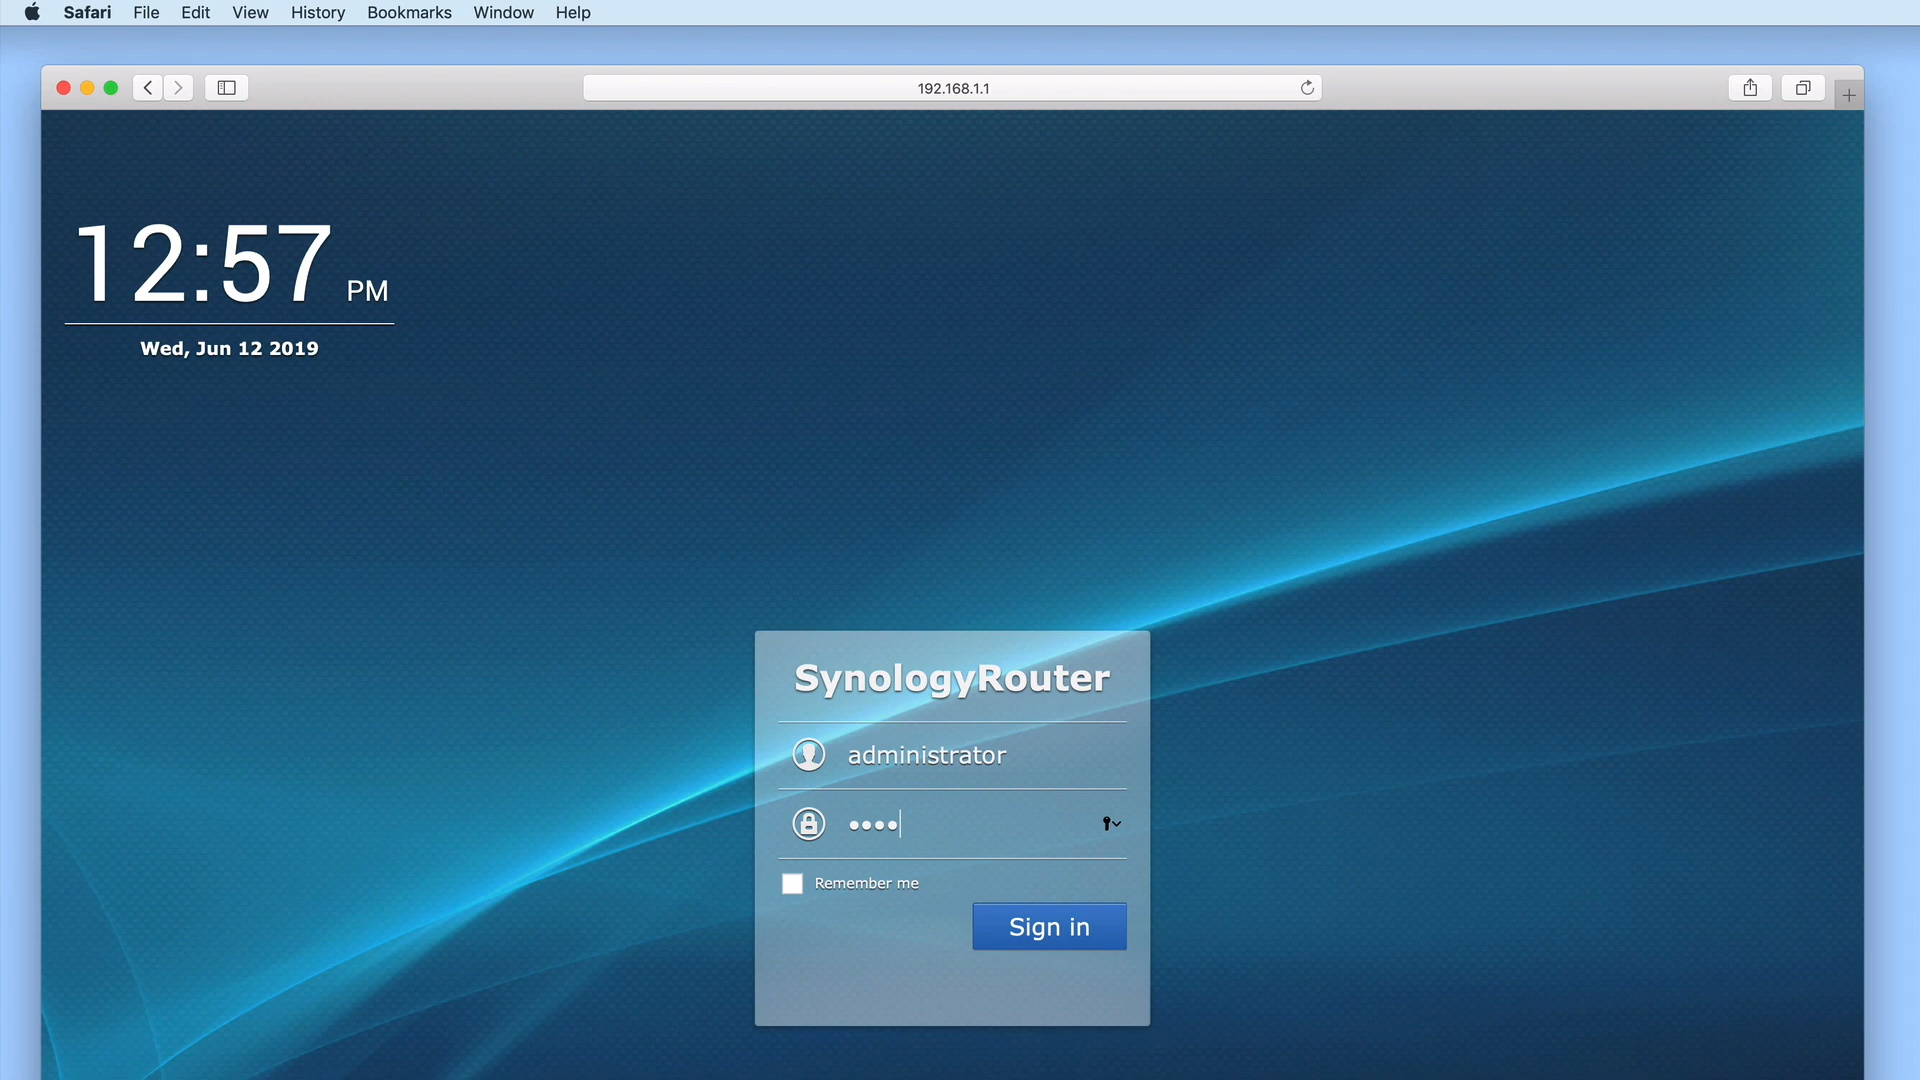 Safari File Edit View History Bookmarks Window Help
192.168.1.1
12:57 PM
Wed, Jun 12 2019
SynologyRouter
administrator
••••
Remember me
Sign in